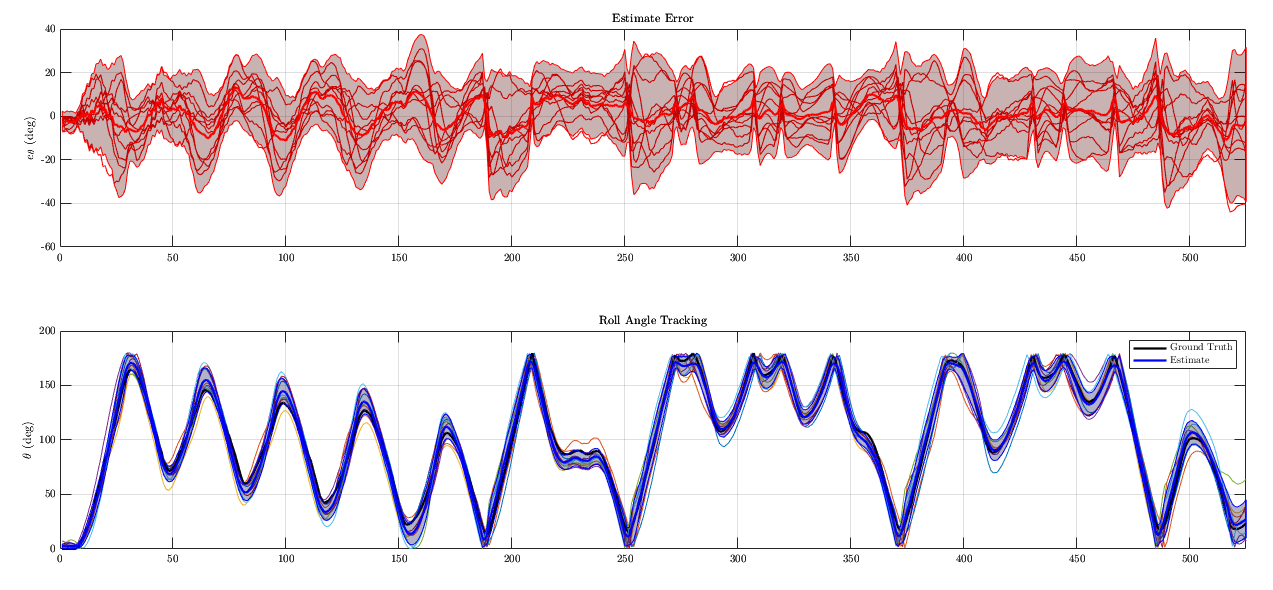 Estimate Error
40
20
0
-20
-40
-60
e_θ (deg)
0 50 100 150 200 250 300 350 400 450 500
Roll Angle Tracking
200
150
100
50
0
θ (deg)
Ground Truth
Estimate
0 50 100 150 200 250 300 350 400 450 500